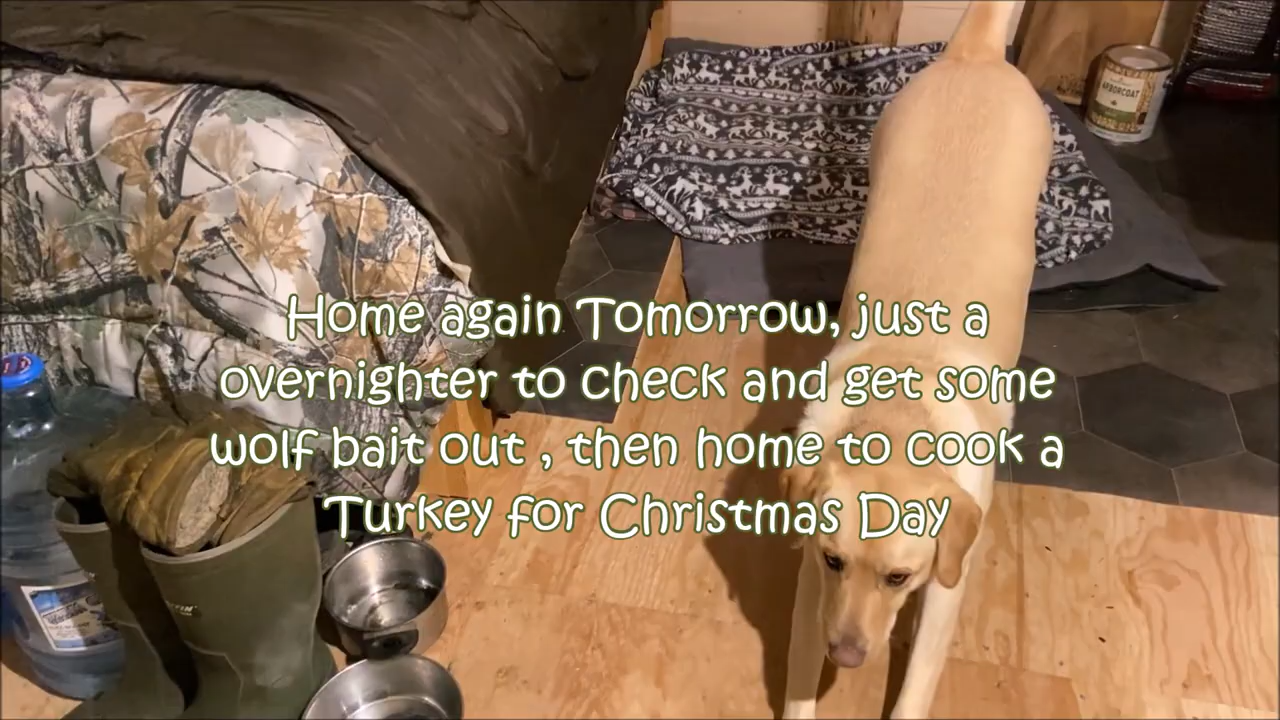 ARBORCOAT
Home again Tomorrow, just a
overnighter to check and get some
wolf bait out , then home to cook a
Turkey for Christmas Day